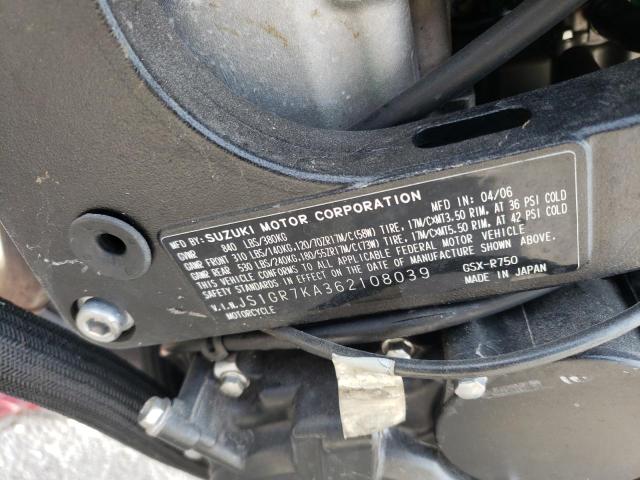 MFD BY: SUZUKI MOTOR CORPORATION MFD IN: 04/06
GVWR 840 LBS/380KG
GAWR FRONT 310 LBS/140KG,120/70ZR17M/C(58W) TIRE, 17M/C×MT3.50 RIM, AT 36 PSI COLD
GAWR REAR 530 LBS/240KG,180/55ZR17M/C(73W) TIRE, 17M/C×MT5.50 RIM, AT 42 PSI COLD
THIS VEHICLE CONFORMS TO ALL APPLICABLE FEDERAL MOTOR VEHICLE
SAFETY STANDARDS IN EFFECT ON THE DATE OF MANUFACTURE SHOWN ABOVE.
V.I.N. JS1GR7KA362108039 GSX-R750
MOTORCYCLE MADE IN JAPAN